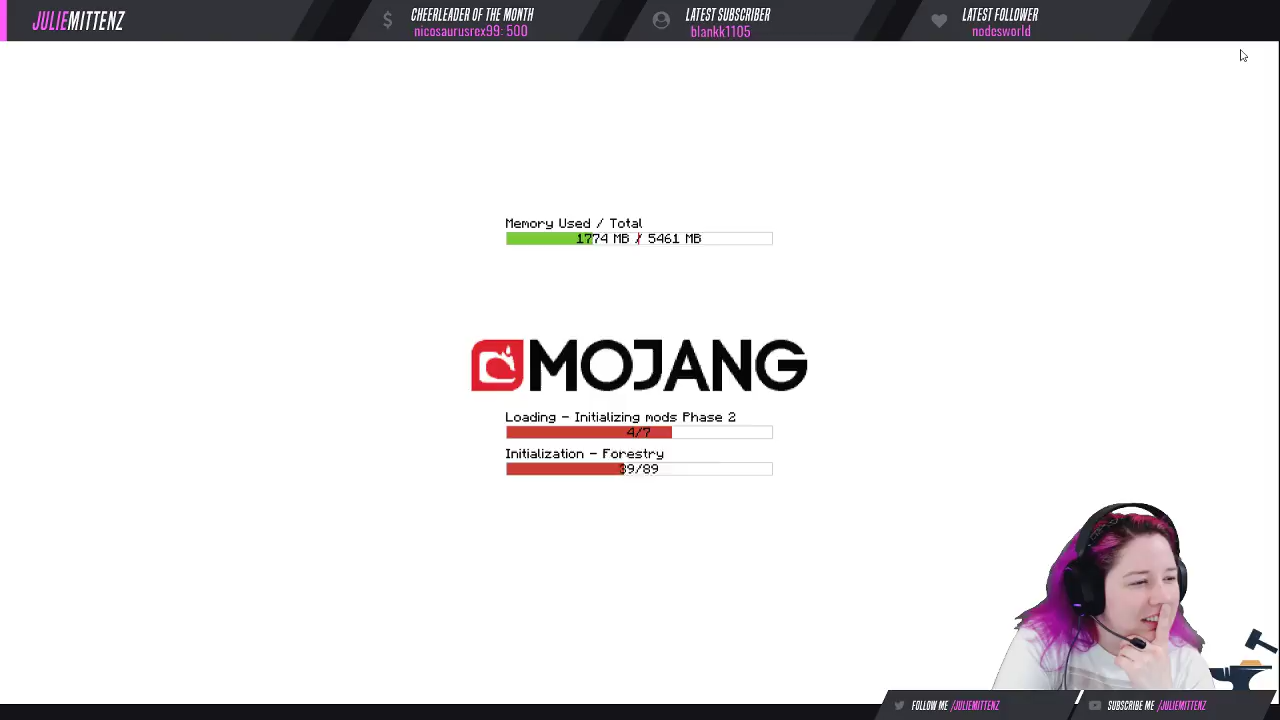 JULIEMITTENZ
CHEERLEADER OF THE MONTH
nicosaurusrex99: 500
LATEST SUBSCRIBER
blankk1105
LATEST FOLLOWER
nodesworld
Memory Used / Total
1774 MB / 5461 MB
MOJANG
Loading - Initializing mods Phase 2
4/7
Initialization - Forestry
39/89
FOLLOW ME /JULIEMITTENZ
SUBSCRIBE ME /JULIEMITTENZ